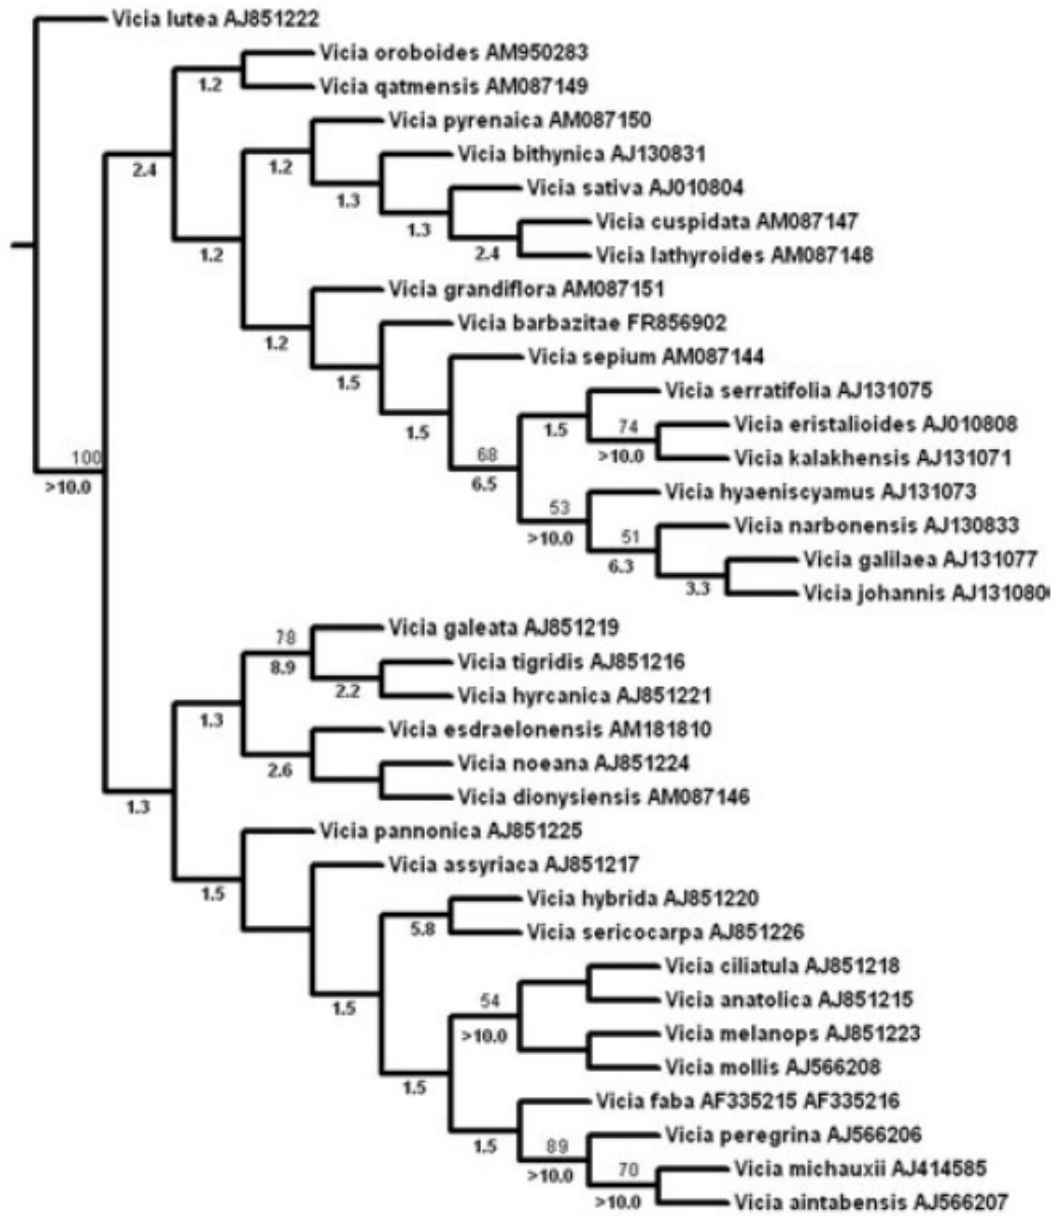 Vicia lutea AJ851222
Vicia oroboides AM950283
1.2
Vicia qatmensis AM087149
Vicia pyrenaica AM087150
2.4
1.2
Vicia bithynica AJ130831
1.3
Vicia sativa AJ010804
1.3
Vicia cuspidata AM087147
1.2
2.4
Vicia lathyroides AM087148
Vicia grandiflora AM087151
Vicia barbazitae FR856902
1.2
Vicia sepium AM087144
1.5
Vicia serratifolia AJ131075
1.5
1.5
74
Vicia eristalioides AJ010808
100
>10.0
68
6.5
>10.0
Vicia kalakhensis AJ131071
Vicia hyaeniscyamus AJ131073
53
>10.0
51
Vicia narbonensis AJ130833
6.3
Vicia galilaea AJ131077
3.3
Vicia johannis AJ131080
Vicia galeata AJ851219
78
8.9
Vicia tigridis AJ851216
2.2
Vicia hyrcanica AJ851221
1.3
Vicia esdraelonensis AM181810
2.6
Vicia noeana AJ851224
Vicia dionysiensis AM087146
1.3
Vicia pannonica AJ851225
Vicia assyriaca AJ851217
1.5
Vicia hybrida AJ851220
5.8
Vicia sericocarpa AJ851226
Vicia ciliatula AJ851218
1.5
54
Vicia anatolica AJ851215
>10.0
Vicia melanops AJ851223
Vicia mollis AJ566208
1.5
Vicia faba AF335215 AF335216
1.5
89
Vicia peregrina AJ566206
>10.0
70
Vicia michauxii AJ414585
>10.0
Vicia aintabensis AJ566207